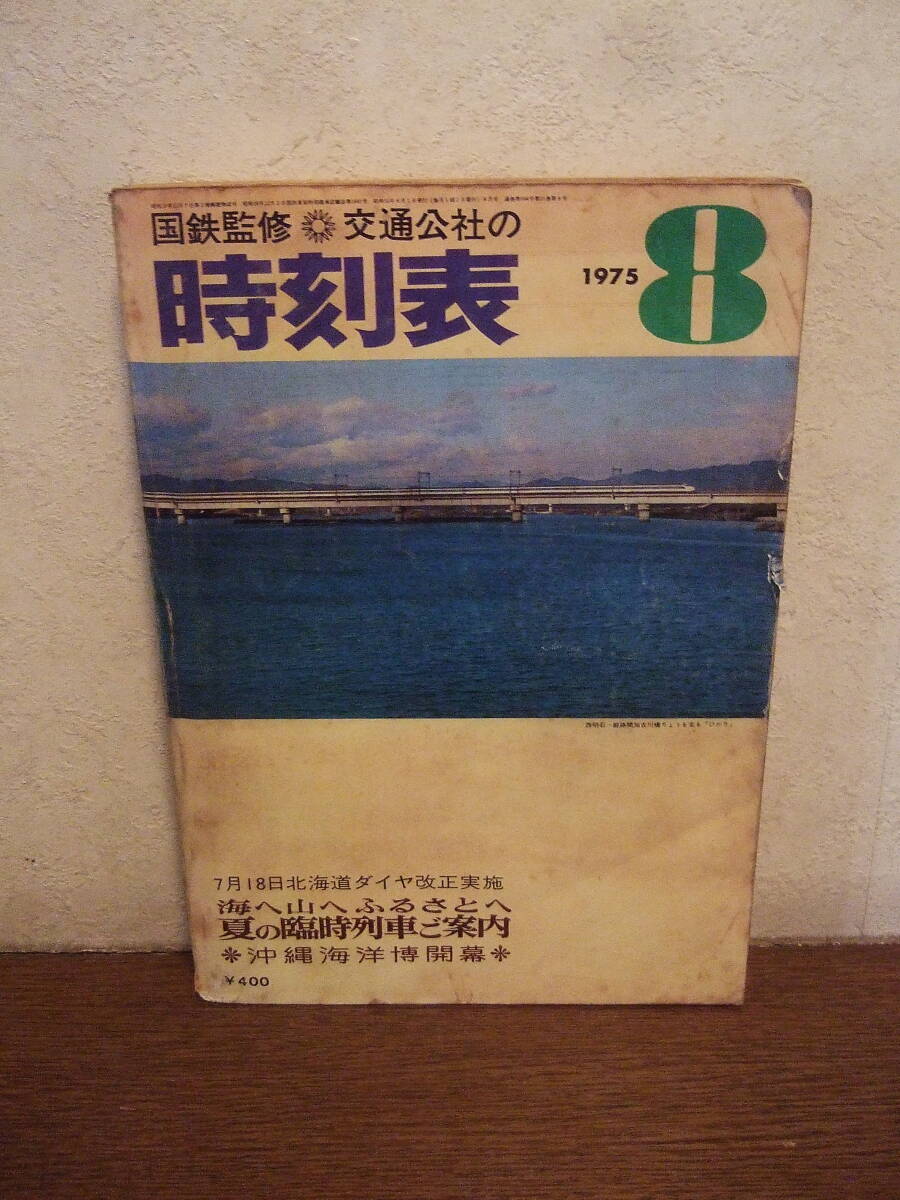 国鉄監修 交通公社の
時刻表
1975 8
7月18日北海道ダイヤ改正実施
海へ山へふるさとへ
夏の臨時列車ご案内
*沖縄海洋博開幕*
¥400